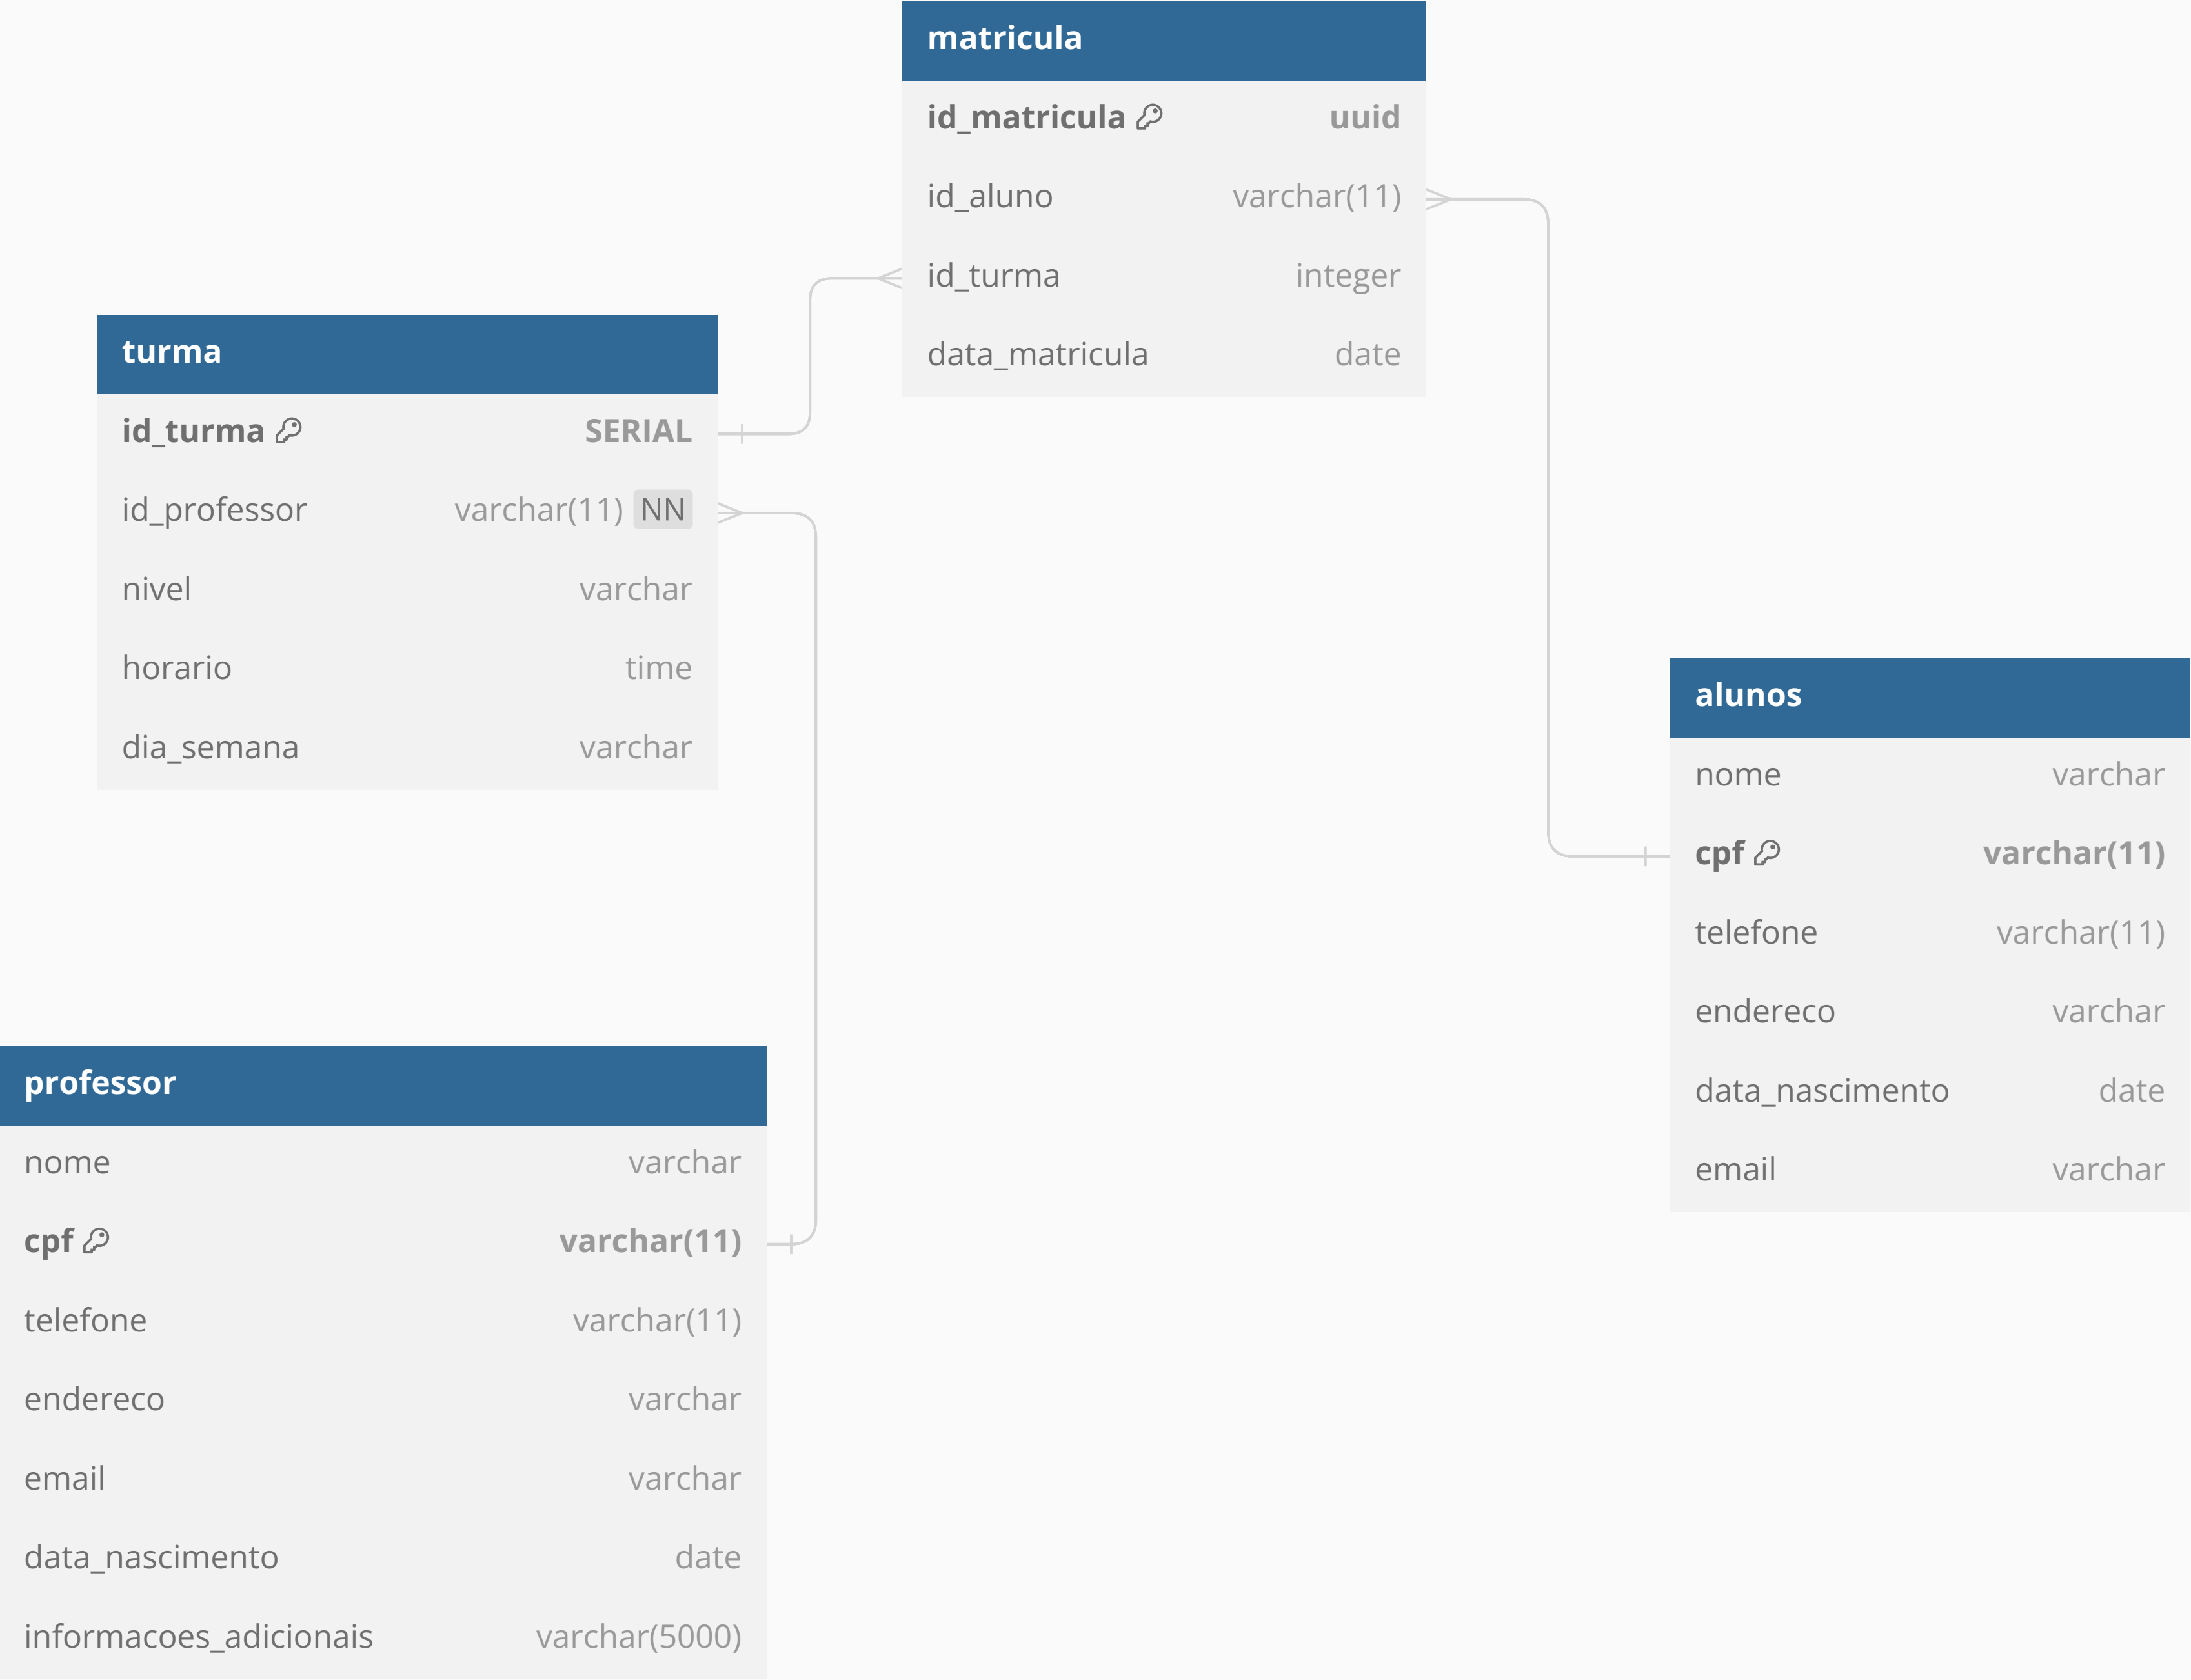 matricula
id_matricula uuid
id_aluno varchar(11)
id_turma integer
data_matricula date
turma
id_turma SERIAL
id_professor varchar(11) NN
nivel varchar
horario time
dia_semana varchar
alunos
nome varchar
cpf varchar(11)
telefone varchar(11)
endereco varchar
data_nascimento date
email varchar
professor
nome varchar
cpf varchar(11)
telefone varchar(11)
endereco varchar
email varchar
data_nascimento date
informacoes_adicionais varchar(5000)